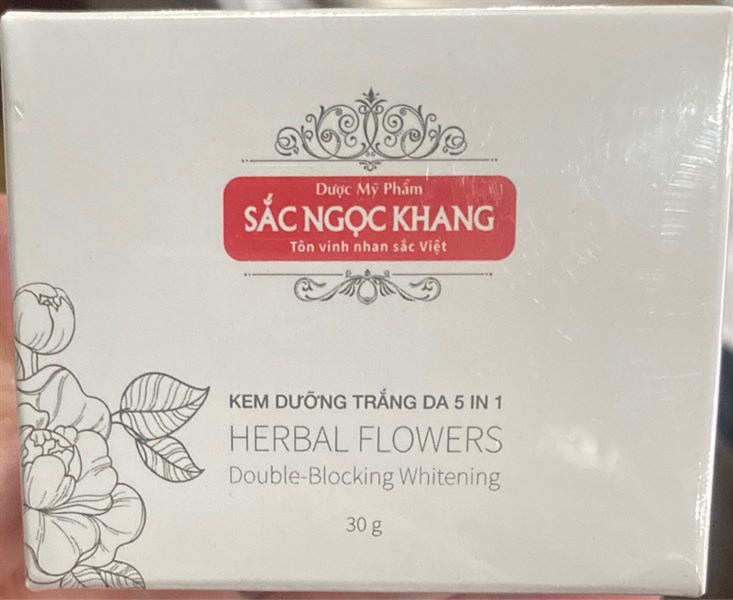 Dược Mỹ Phẩm
SẮC NGỌC KHANG
Tôn vinh nhan sắc Việt
KEM DƯỠNG TRẮNG DA 5 IN 1
HERBAL FLOWERS
Double-Blocking Whitening
30 g